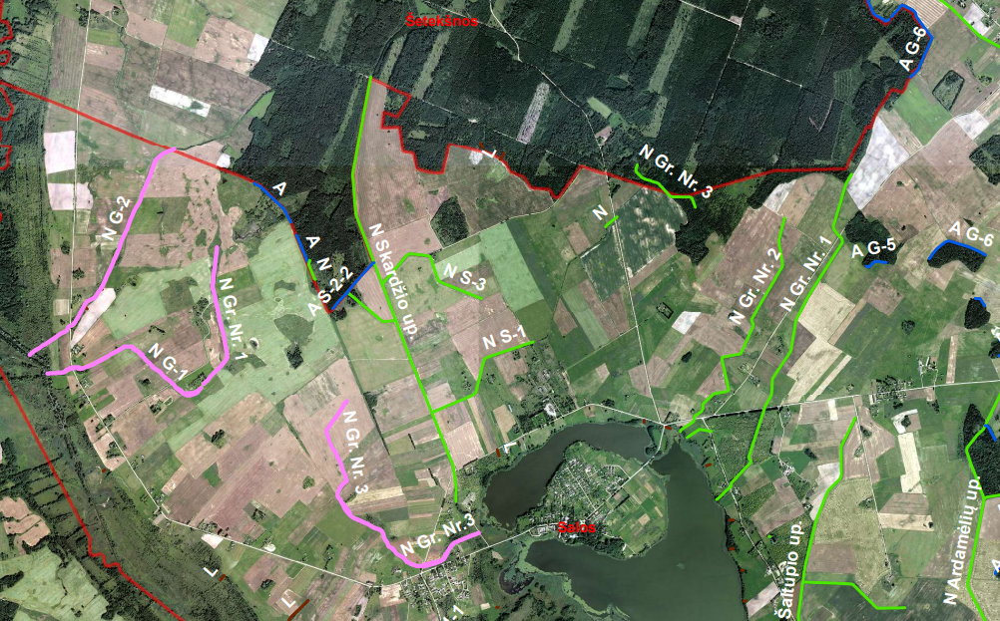 Šetekšnos
A G-6
L
N Gr. Nr. 3
A
N G-2
N
N Skardžio up.
A
N
A S-2-2
N S-3
N Gr. Nr. 2
N Gr. Nr. 1
A G-5
A G-6
N Gr. Nr. 1
N S-1
N G-1
N Gr. Nr. 3
L
Salos
N Gr. Nr.3
Šaltupio up.
N Ardamėlių up.
L
L